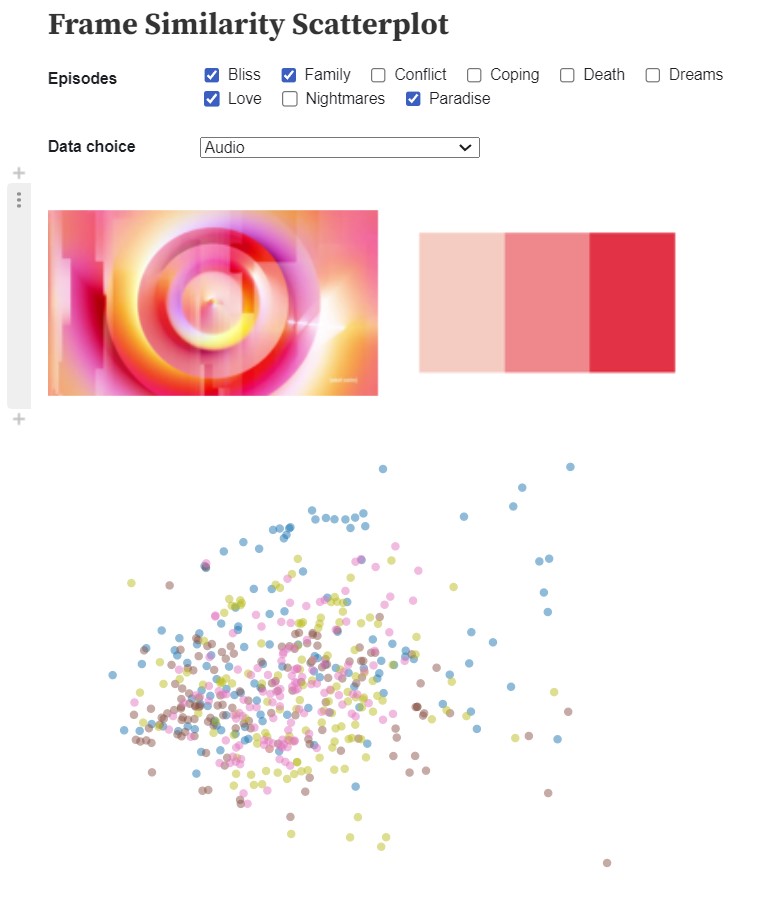 Frame Similarity Scatterplot
Episodes
Bliss Family Conflict Coping Death Dreams
Love Nightmares Paradise
Data choice
Audio